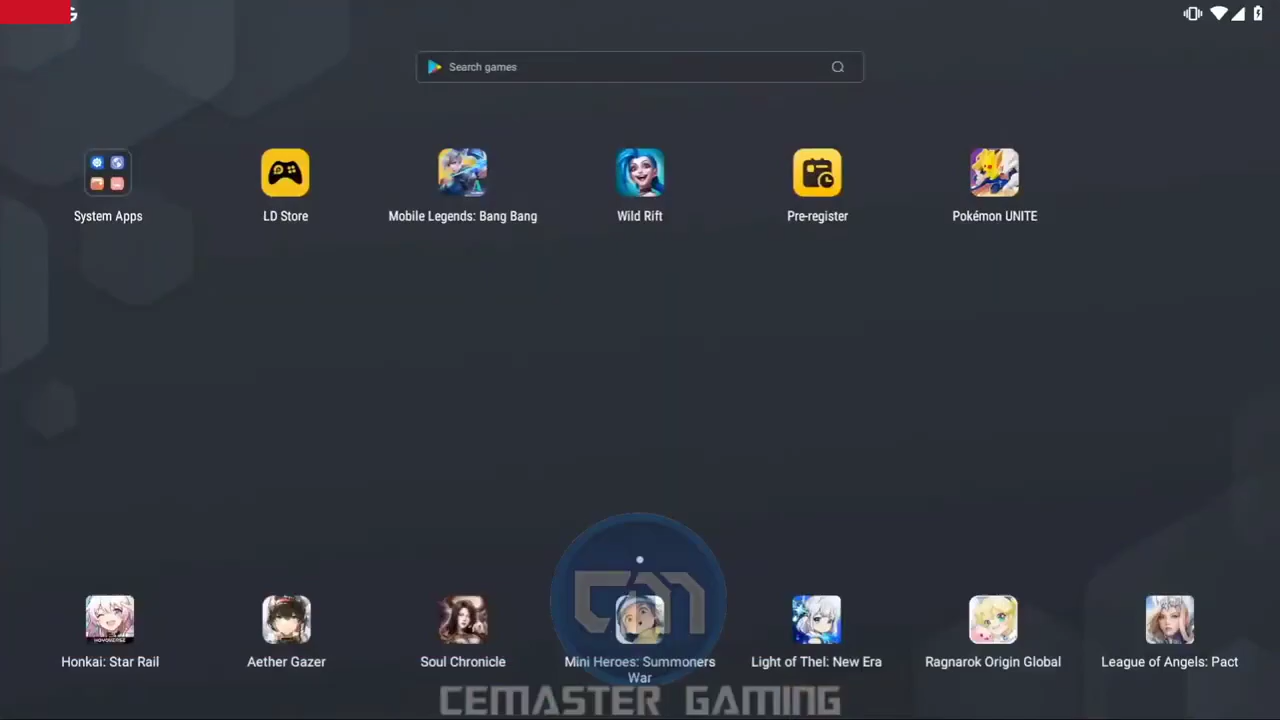 G
Search games
System Apps
LD Store
Mobile Legends: Bang Bang
Wild Rift
Pre-register
Pokémon UNITE
CM
Honkai: Star Rail
Aether Gazer
Soul Chronicle
Mini Heroes: Summoners
War
Light of Thel: New Era
Ragnarok Origin Global
League of Angels: Pact
CEMASTER GAMING